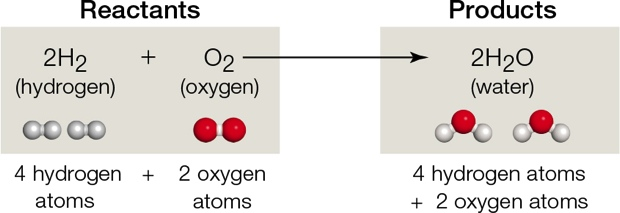 Reactants
Products
2H2 + O2
2H2O
(hydrogen) (oxygen)
(water)
4 hydrogen + 2 oxygen
atoms atoms
4 hydrogen atoms
+ 2 oxygen atoms